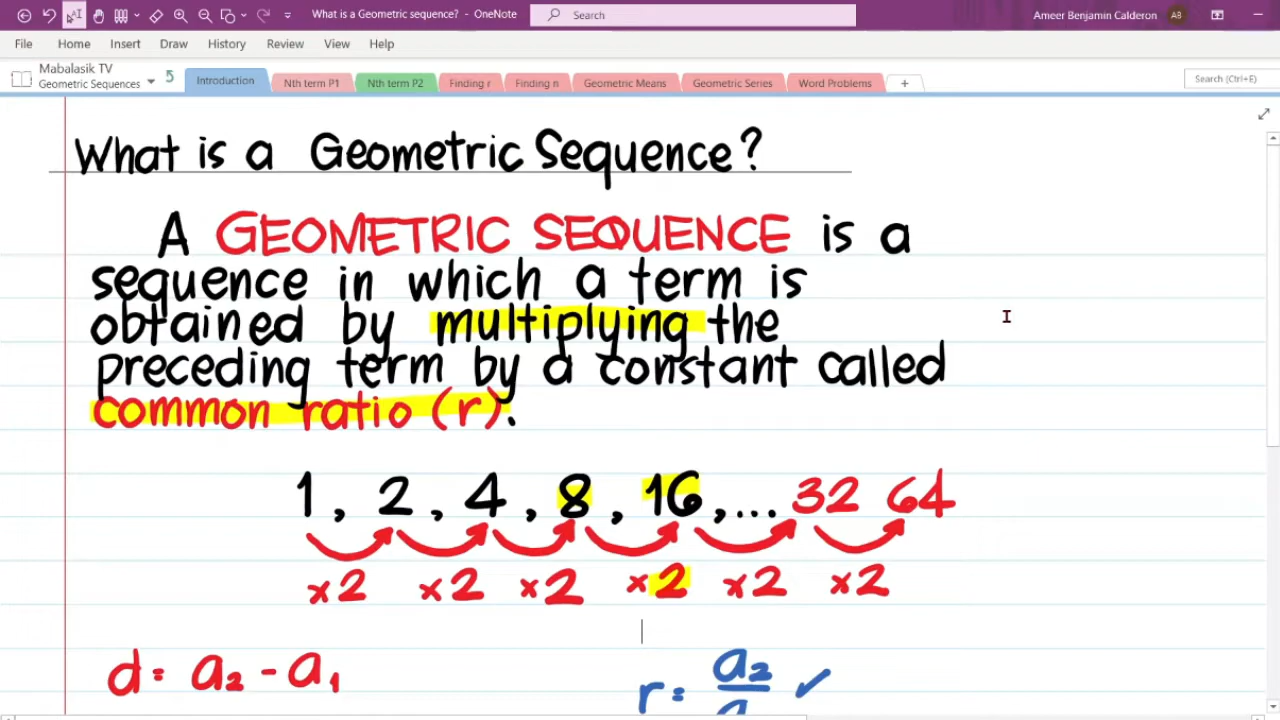 What is a Geometric sequence? - OneNote
Search
Ameer Benjamin Calderon
AB
File Home Insert Draw History Review View Help
Mabalasik TV
Geometric Sequences
Introduction
Nth term P1
Nth term P2
Finding r
Finding n
Geometric Means
Geometric Series
Word Problems
+
Search (Ctrl+E)
What is a Geometric Sequence?
A GEOMETRIC SEQUENCE is a
sequence in which a term is
obtained by multiplying the
preceding term by a constant called
common ratio (r).
1, 2, 4, 8, 16, ... 32 64
×2 ×2 ×2 ×2 ×2 ×2
d = a₂ - a₁
r = a₂